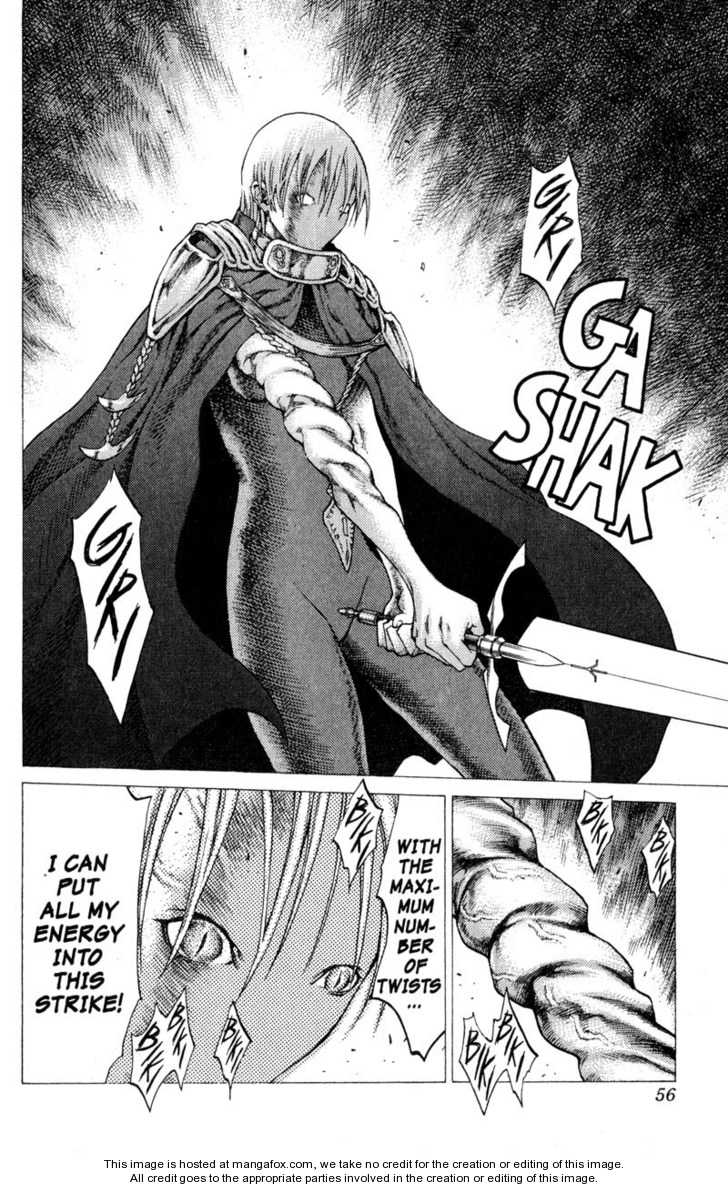 GIRI
GA
SHAK
GIRI
BIKI
BIKI
BIKI
WITH
THE
MAXI-
MUM
NUM-
BER
OF
TWISTS
...
I CAN
PUT
ALL MY
ENERGY
INTO
THIS
STRIKE!
BIKI
BIKI
BIKI
BIKI
BIKI
56
This image is hosted at mangafox.com, we take no credit for the creation or editing of this image.
All credit goes to the appropriate parties involved in the creation or editing of this image.